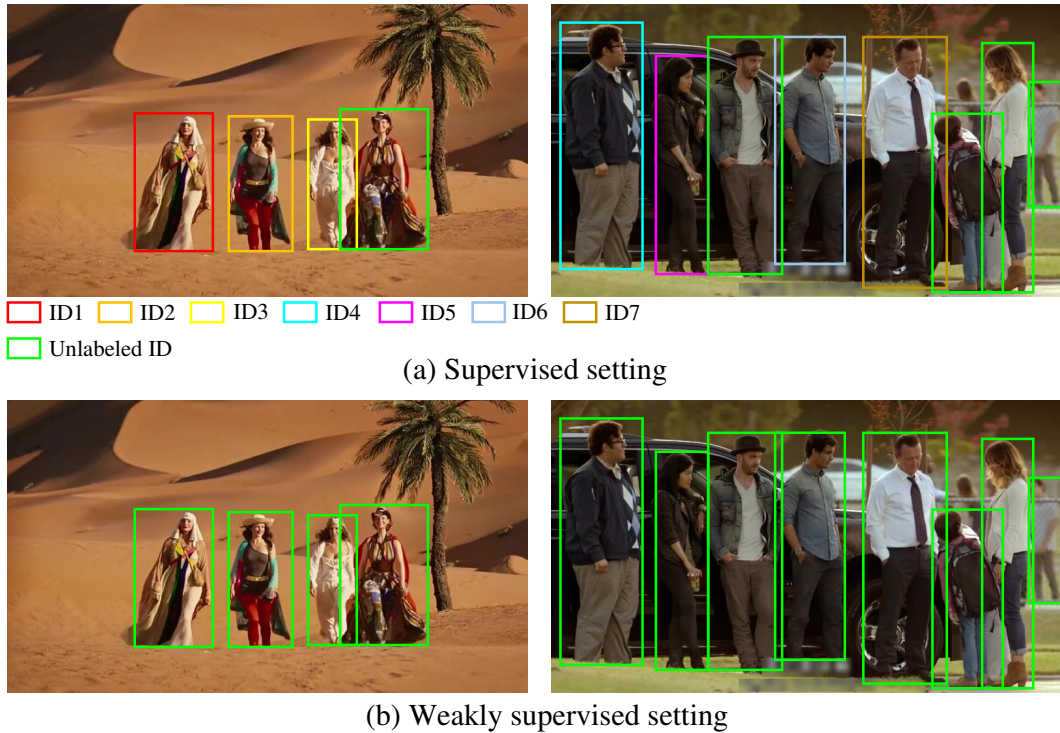 ID1 ID2 ID3 ID4 ID5 ID6 ID7
Unlabeled ID
(a) Supervised setting
(b) Weakly supervised setting